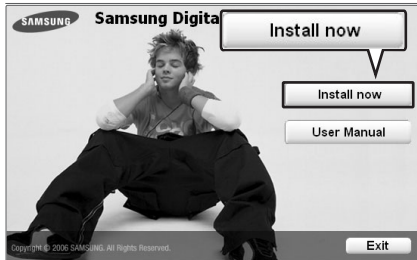 SAMSUNG
Samsung Digita
Install now
Install now
User Manual
Copyright © 2006 SAMSUNG. All Rights Reserved.
Exit